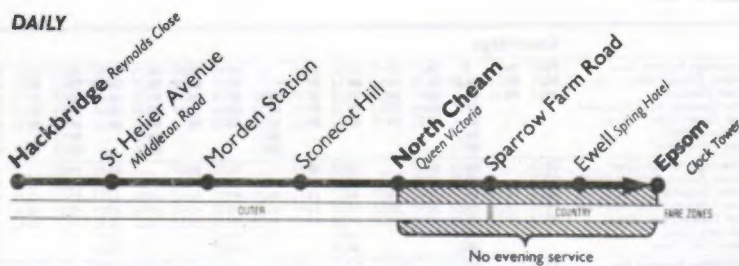 DAILY
Hackbridge Reynolds Close
St Helier Avenue
Middleton Road
Morden Station
Stonecot Hill
North Cheam
Queen Victoria
Sparrow Farm Road
Ewell Spring Hotel
Epsom
Clock Tower
OUTER
COUNTRY
FARE ZONES
No evening service